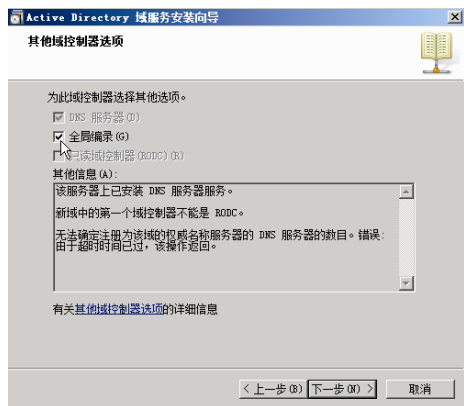 Active Directory 域服务安装向导
其他域控制器选项
为此域控制器选择其他选项。
DNS 服务器(D)
全局编录(G)
只读域控制器(RODC)(R)
其他信息(A):
该服务器上已安装 DNS 服务器服务。
新域中的第一个域控制器不能是 RODC。
无法确定注册为该域的权威名称服务器的 DNS 服务器的数目。错误:
由于超时时间已过，该操作返回。
有关其他域控制器选项的详细信息
< 上一步(B) 下一步(N) > 取消